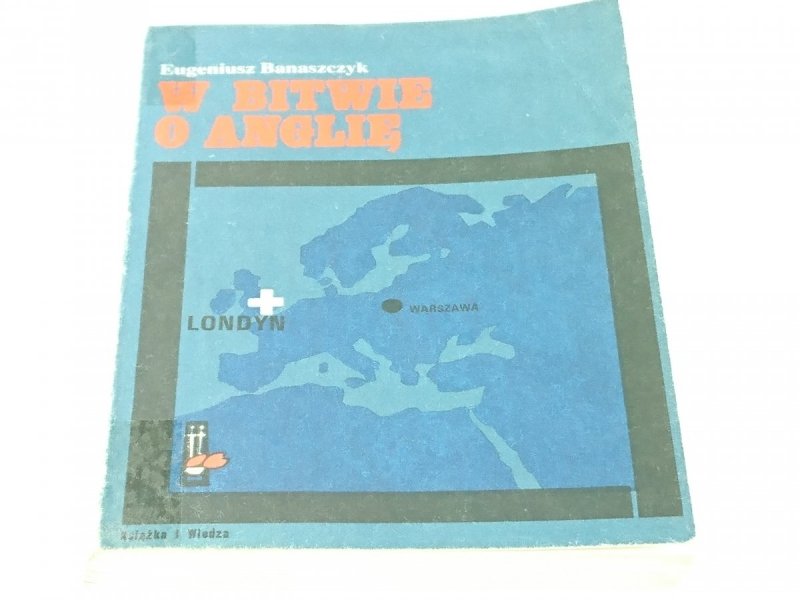 Eugeniusz Banaszczyk
W BITWIE
O ANGLIĘ
LONDYN
WARSZAWA
Książka i Wiedza